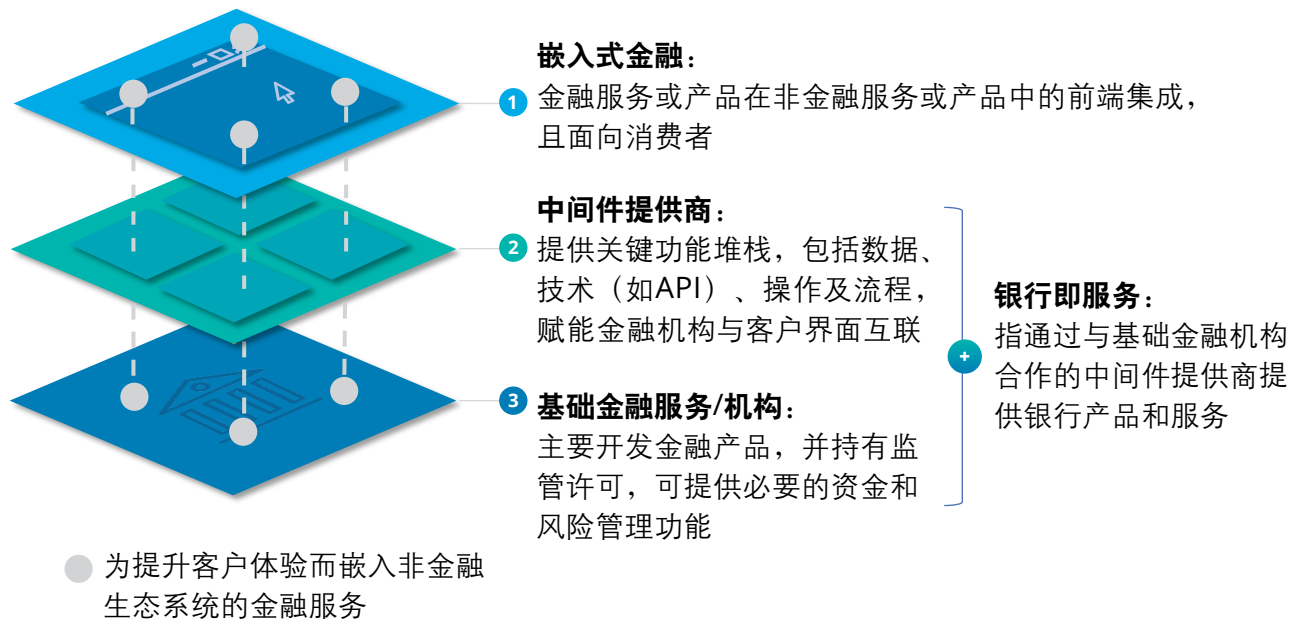 嵌入式金融：
1
金融服务或产品在非金融服务或产品中的前端集成，
且面向消费者
中间件提供商：
2
提供关键功能堆栈，包括数据、
技术（如API）、操作及流程，
赋能金融机构与客户界面互联
3
基础金融服务/机构：
主要开发金融产品，并持有监
管许可，可提供必要的资金和
风险管理功能
+
银行即服务：
指通过与基础金融机构
合作的中间件提供商提
供银行产品和服务
为提升客户体验而嵌入非金融
生态系统的金融服务